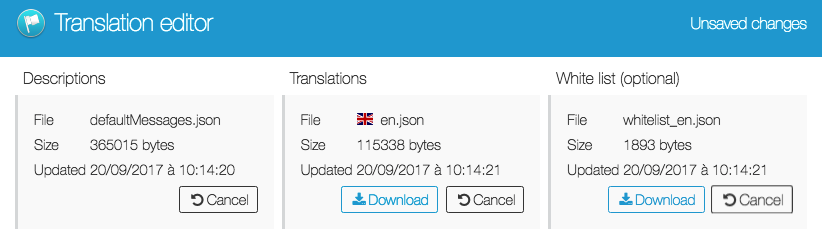 Translation editor
Unsaved changes
Descriptions
File defaultMessages.json
Size 365015 bytes
Updated 20/09/2017 à 10:14:20
Cancel
Translations
File en.json
Size 115338 bytes
Updated 20/09/2017 à 10:14:21
Download Cancel
White list (optional)
File whitelist_en.json
Size 1893 bytes
Updated 20/09/2017 à 10:14:21
Download Cancel